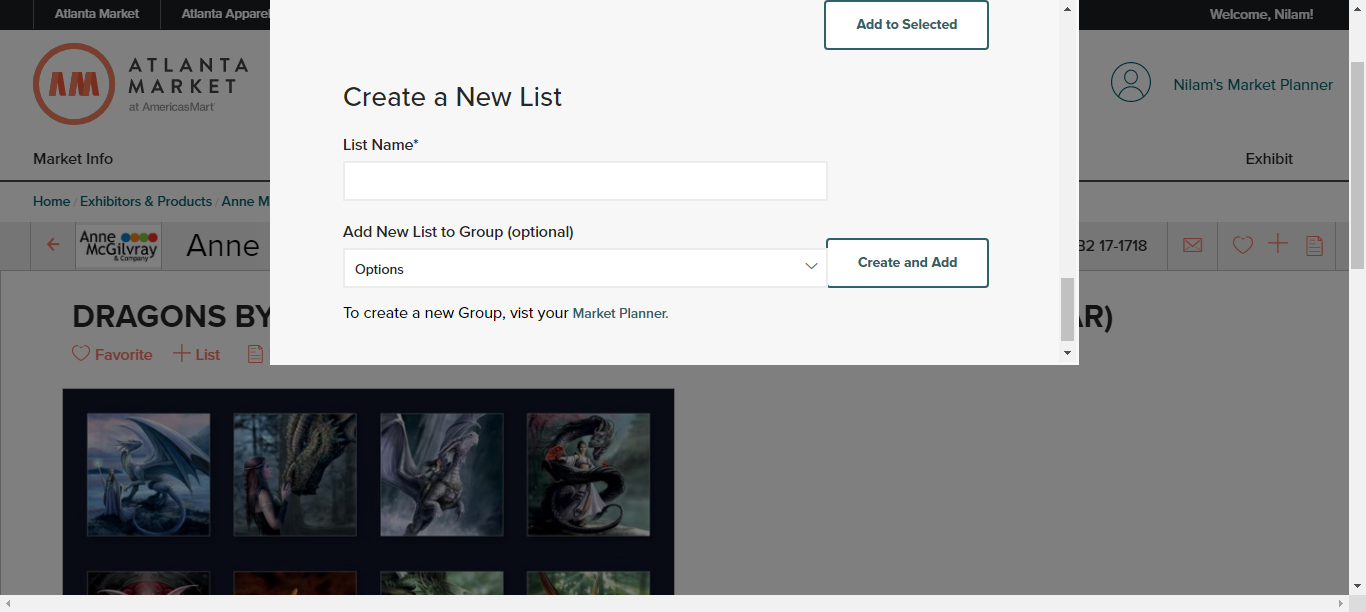 Atlanta Market
Atlanta Apparel
Welcome, Nilam!
Add to Selected
ATLANTA
MARKET
at AmericasMart
Nilam's Market Planner
Create a New List
List Name*
Market Info
Exhibit
Home / Exhibitors & Products / Anne M
Add New List to Group (optional)
Anne
McGilvray
& Company
Anne
32 17-1718
Options
Create and Add
To create a new Group, vist your Market Planner.
DRAGONS BY
AR)
Favorite
List